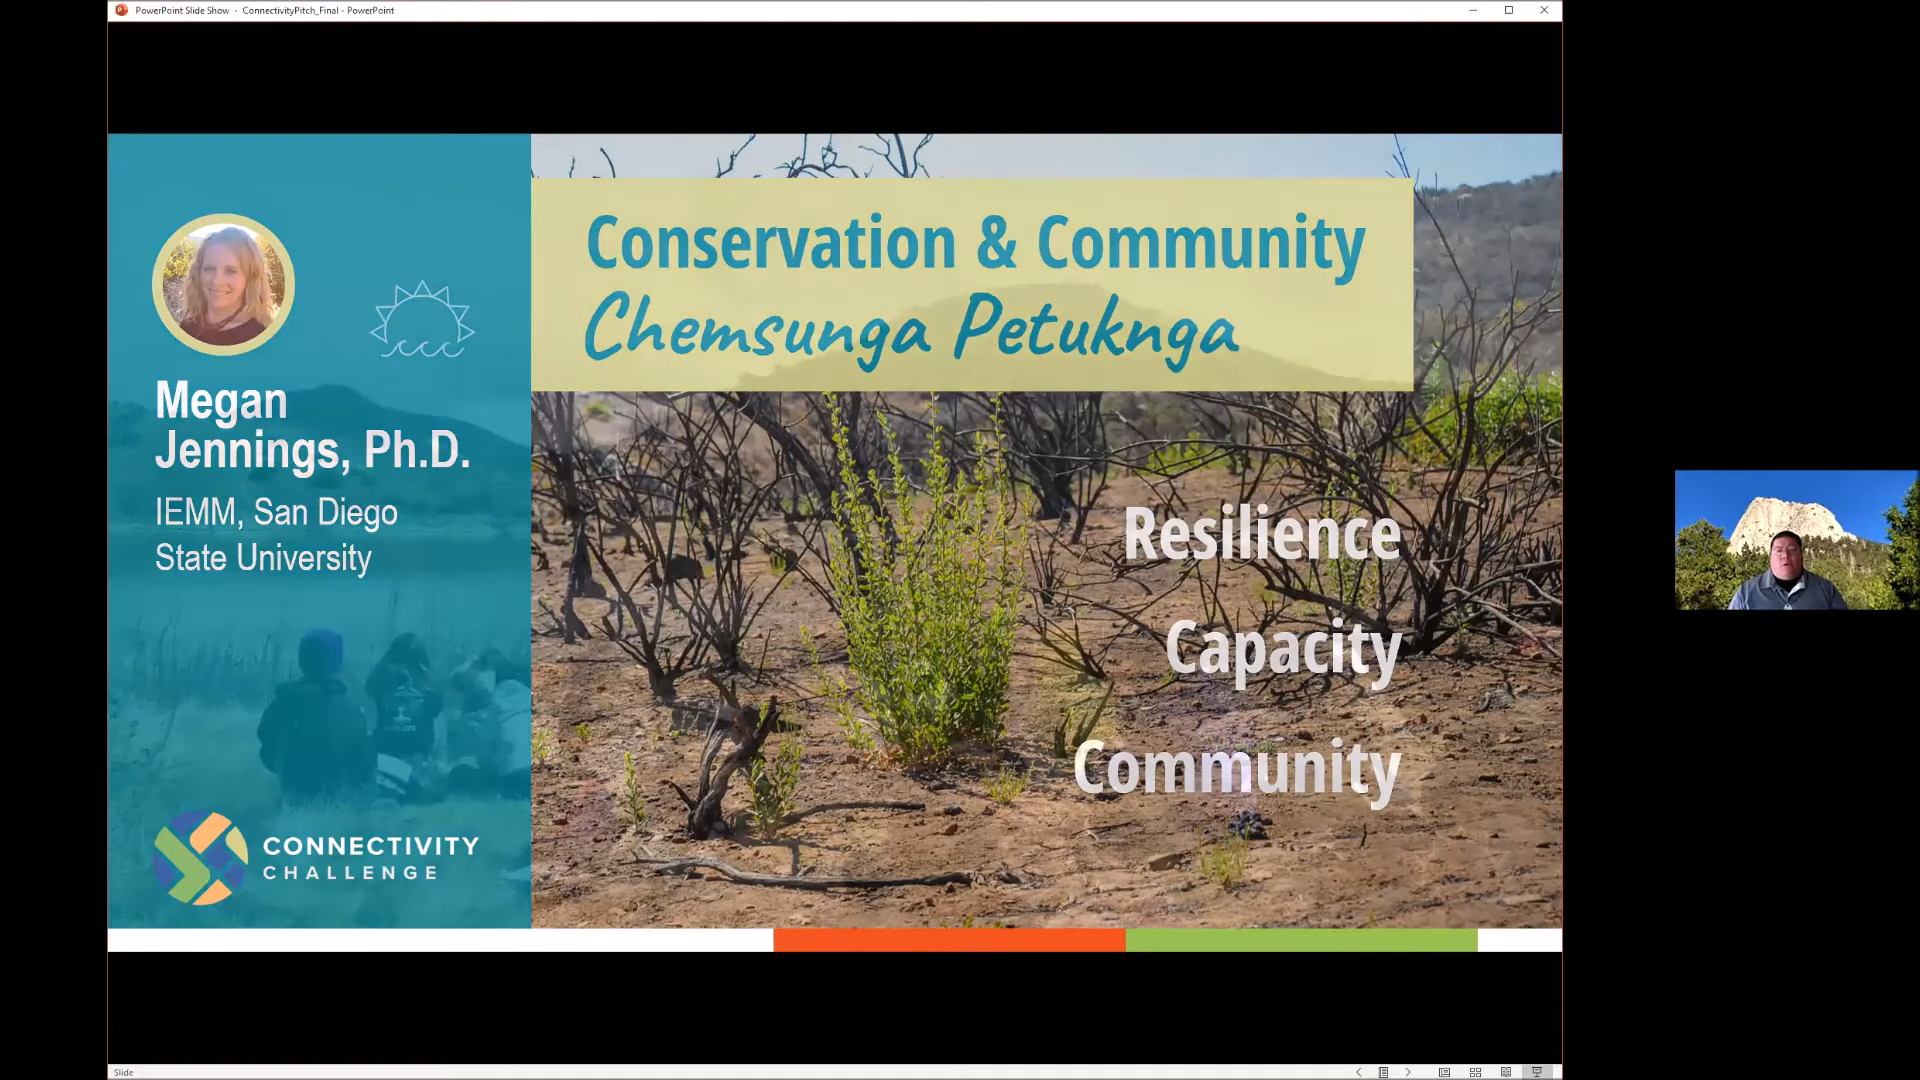 PowerPoint Slide Show - ConnectivityPitch_Final - PowerPoint
Conservation & Community
Chemsunga Petuknga
Megan
Jennings, Ph.D.
IEMM, San Diego
State University
Resilience
Capacity
Community
CONNECTIVITY
CHALLENGE
Slide